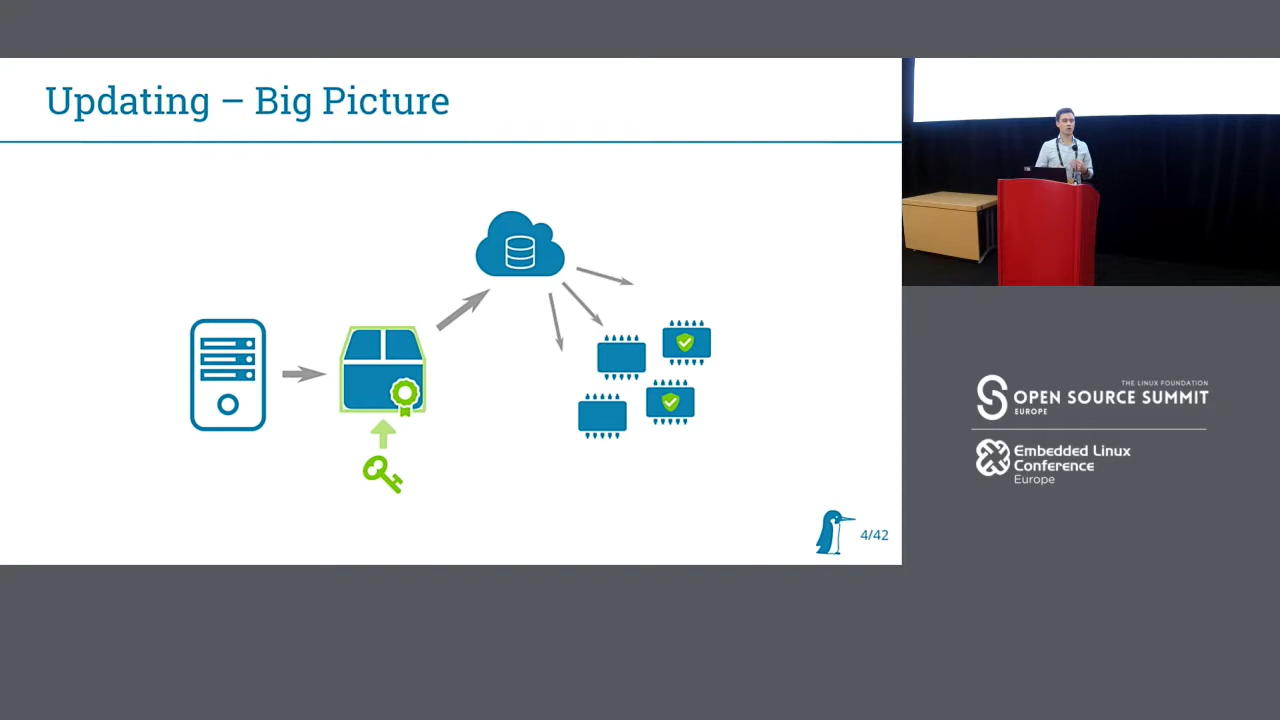 Updating – Big Picture
4/42
THE LINUX FOUNDATION
OPEN SOURCE SUMMIT
EUROPE
Embedded Linux
Conference
Europe